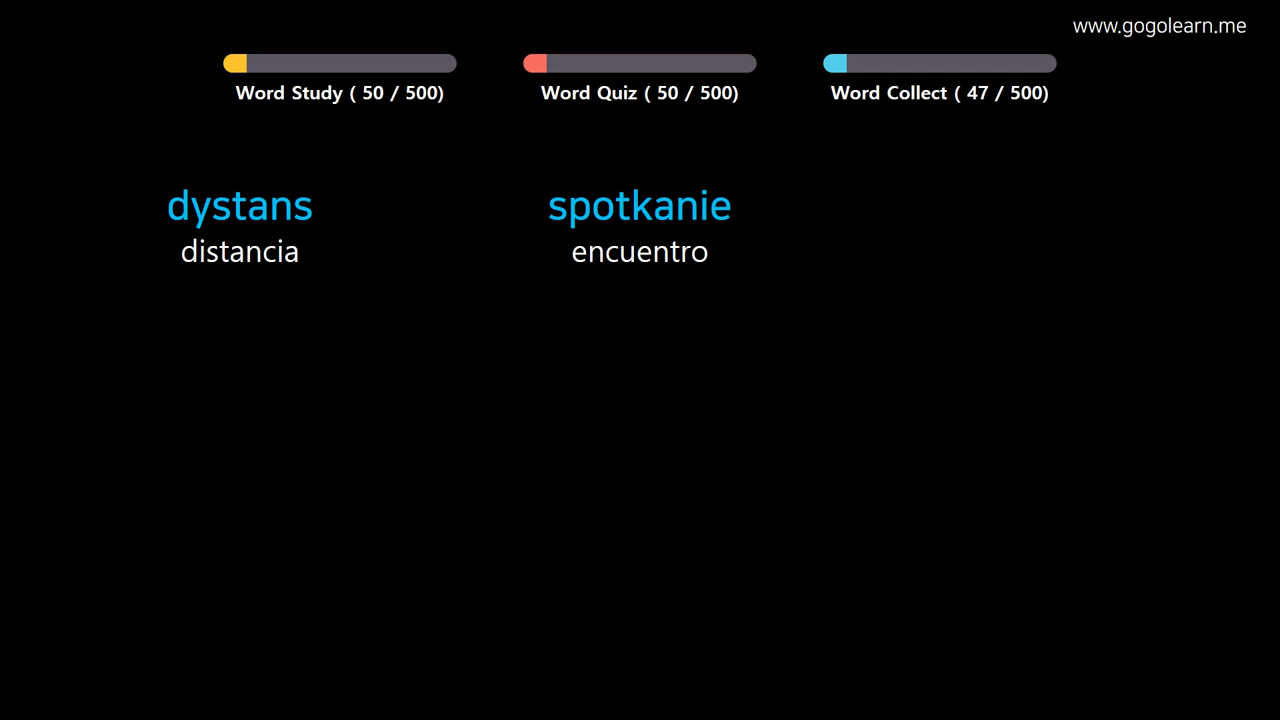 www.gogolearn.me
Word Study ( 50 / 500)
Word Quiz ( 50 / 500)
Word Collect ( 47 / 500)
dystans
distancia
spotkanie
encuentro